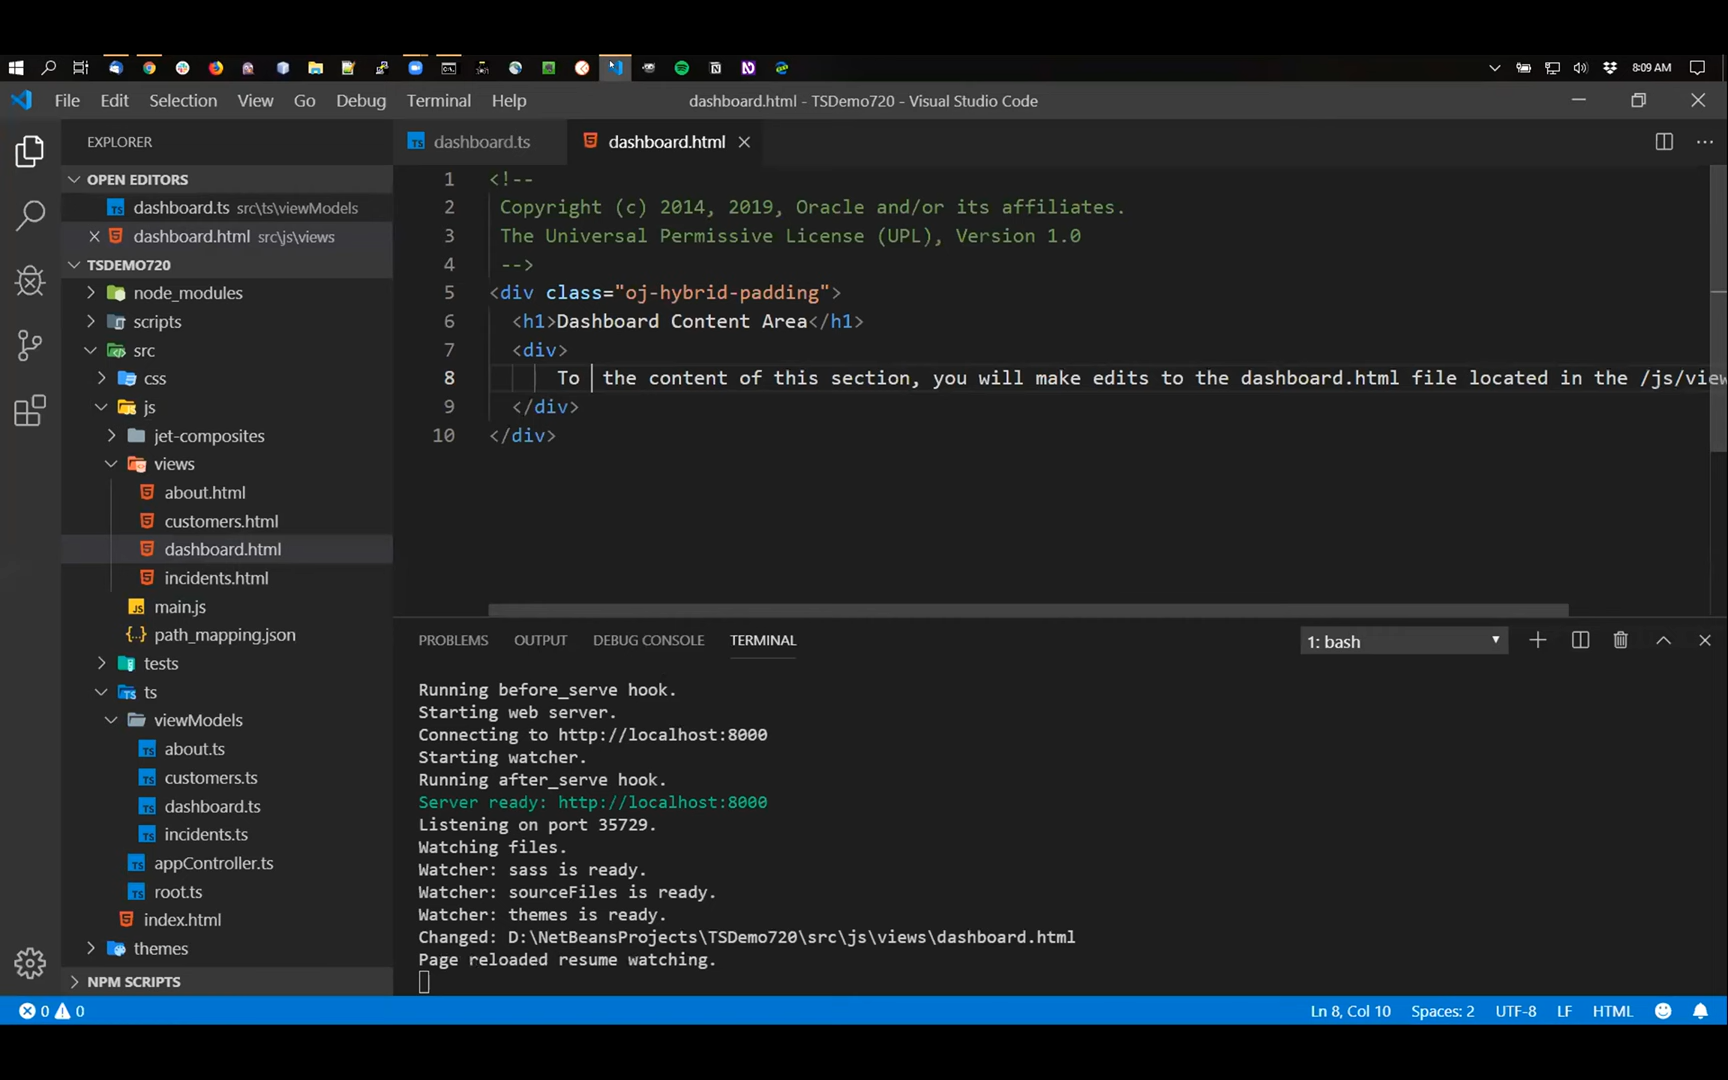 8:09 AM
File Edit Selection View Go Debug Terminal Help
dashboard.html - TSDemo720 - Visual Studio Code
EXPLORER
OPEN EDITORS
dashboard.ts src\ts\viewModels
dashboard.html src\js\views
TSDEMO720
node_modules
scripts
src
css
js
jet-composites
views
about.html
customers.html
dashboard.html
incidents.html
main.js
path_mapping.json
tests
ts
viewModels
about.ts
customers.ts
dashboard.ts
incidents.ts
appController.ts
root.ts
index.html
themes
NPM SCRIPTS
dashboard.ts dashboard.html
1 <!--
2 Copyright (c) 2014, 2019, Oracle and/or its affiliates.
3 The Universal Permissive License (UPL), Version 1.0
4 -->
5 <div class="oj-hybrid-padding">
6 <h1>Dashboard Content Area</h1>
7 <div>
8 To the content of this section, you will make edits to the dashboard.html file located in the /js/view
9 </div>
10 </div>
PROBLEMS OUTPUT DEBUG CONSOLE TERMINAL 1: bash
Running before_serve hook.
Starting web server.
Connecting to http://localhost:8000
Starting watcher.
Running after_serve hook.
Server ready: http://localhost:8000
Listening on port 35729.
Watching files.
Watcher: sass is ready.
Watcher: sourceFiles is ready.
Watcher: themes is ready.
Changed: D:\NetBeansProjects\TSDemo720\src\js\views\dashboard.html
Page reloaded resume watching.
0 0 Ln 8, Col 10 Spaces: 2 UTF-8 LF HTML